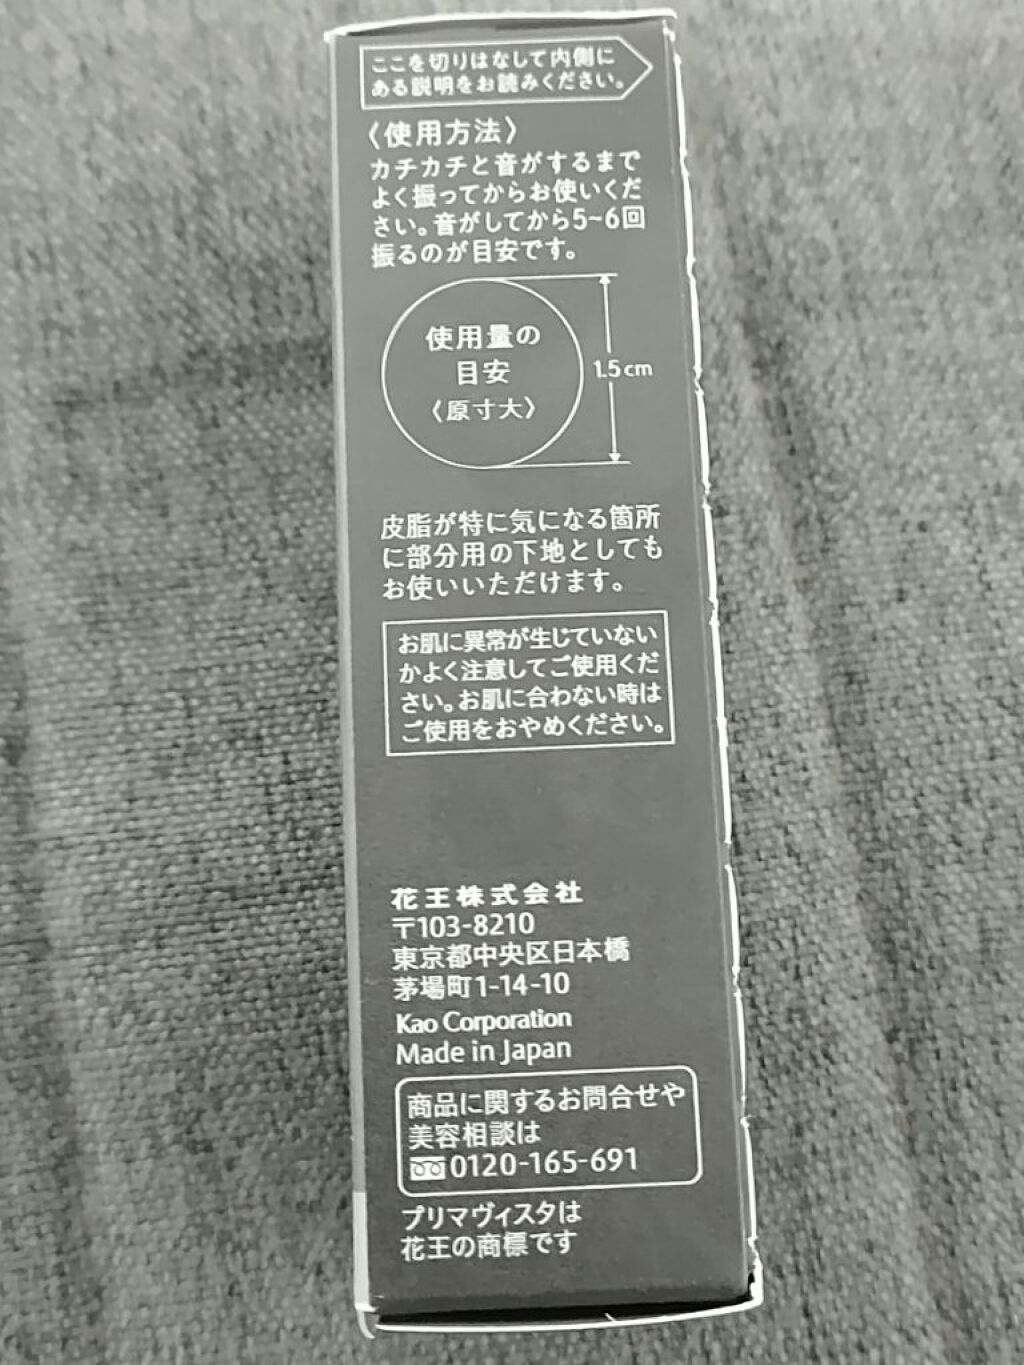 ここを切りはなして内側に
ある説明をお読みください。
〈使用方法〉
カチカチと音がするまで
よく振ってからお使いくだ
さい。音がしてから5~6回
振るのが目安です。
使用量の
目安
〈原寸大〉
1.5cm
皮脂が特に気になる箇所
に部分用の下地としても
お使いいただけます。
お肌に異常が生じていない
かよく注意してご使用くだ
さい。お肌に合わない時は
ご使用をおやめください。
花王株式会社
〒103-8210
東京都中央区日本橋
茅場町1-14-10
Kao Corporation
Made in Japan
商品に関するお問合せや
美容相談は
0120-165-691
プリマヴィスタは
花王の商標です